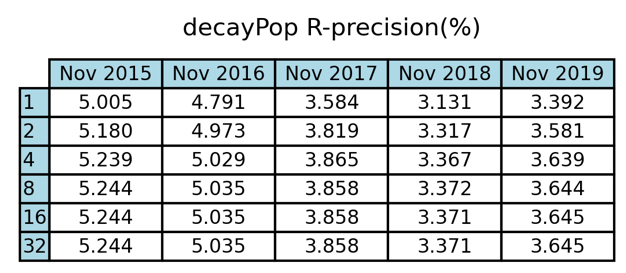 decayPop R-precision(%)
Nov 2015 Nov 2016 Nov 2017 Nov 2018 Nov 2019
1 5.005 4.791 3.584 3.131 3.392
2 5.180 4.973 3.819 3.317 3.581
4 5.239 5.029 3.865 3.367 3.639
8 5.244 5.035 3.858 3.372 3.644
16 5.244 5.035 3.858 3.371 3.645
32 5.244 5.035 3.858 3.371 3.645